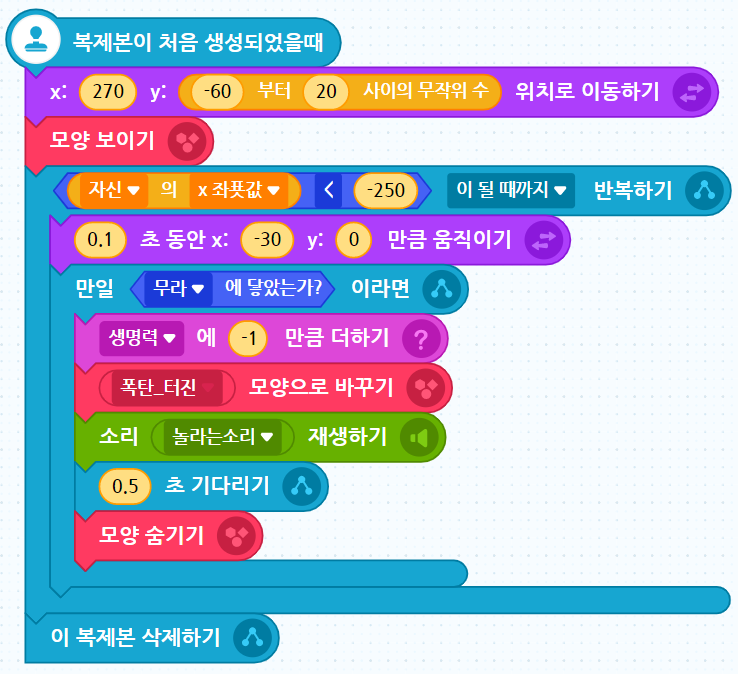 복제본이 처음 생성되었을때
x: 270 y: -60 부터 20 사이의 무작위 수 위치로 이동하기
모양 보이기
자신 의 x 좌푯값 < -250 이 될 때까지 반복하기
0.1 초 동안 x: -30 y: 0 만큼 움직이기
만일 무라 에 닿았는가? 이라면
생명력 에 -1 만큼 더하기 ?
폭탄_터진 모양으로 바꾸기
소리 놀라는소리 재생하기
0.5 초 기다리기
모양 숨기기
이 복제본 삭제하기